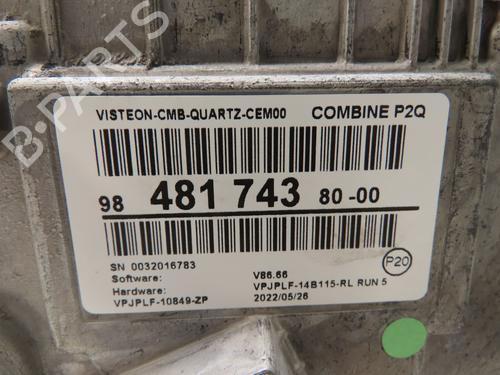 B-PARTS
VISTEON-CMB-QUARTZ-CEM00 COMBINE P2Q
98 481 743 80-00
SN 0032016783
Software: V86.66
Hardware: VPJPLF-14B115-RL RUN 5
VPJPLF-10849-ZP 2022/05/26
P20